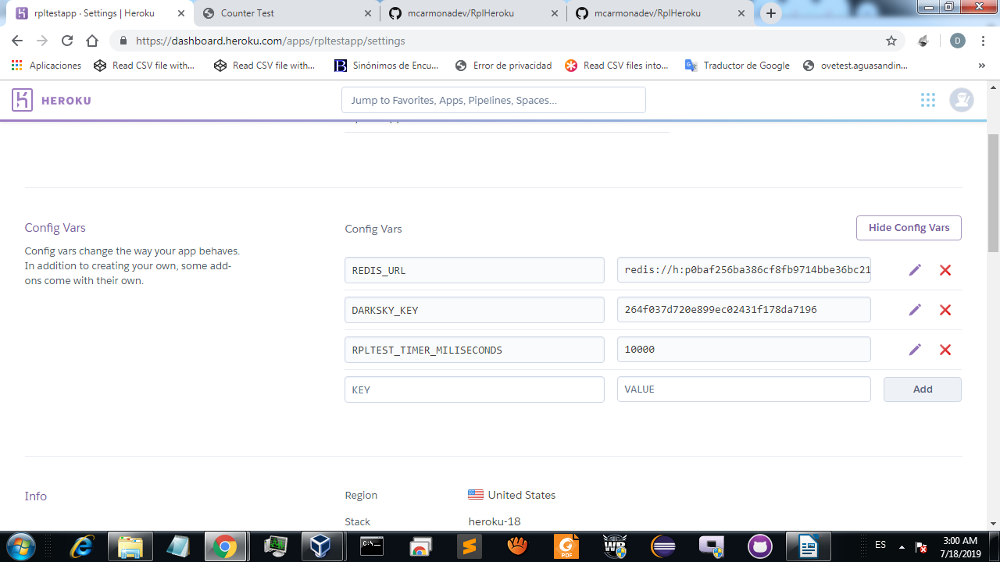 rpltestapp · Settings | Heroku
Counter Test
mcarmonadev/RplHeroku
mcarmonadev/RplHeroku
https://dashboard.heroku.com/apps/rpltestapp/settings
D
Aplicaciones
Read CSV file with...
Read CSV file with...
B
Sinónimos de Encu...
Error de privacidad
Read CSV files into...
Traductor de Google
ovetest.aguasandin...
»
HEROKU
Jump to Favorites, Apps, Pipelines, Spaces...
Config Vars
Config vars change the way your app behaves.
In addition to creating your own, some add-
ons come with their own.
Config Vars
Hide Config Vars
REDIS_URL
redis://h:p0baf256ba386cf8fb9714bbe36bc21
DARKSKY_KEY
264f037d720e899ec02431f178da7196
RPLTEST_TIMER_MILISECONDS
10000
KEY
VALUE
Add
Info
Region
United States
Stack
heroku-18
PDF
ES
3:00 AM
7/18/2019